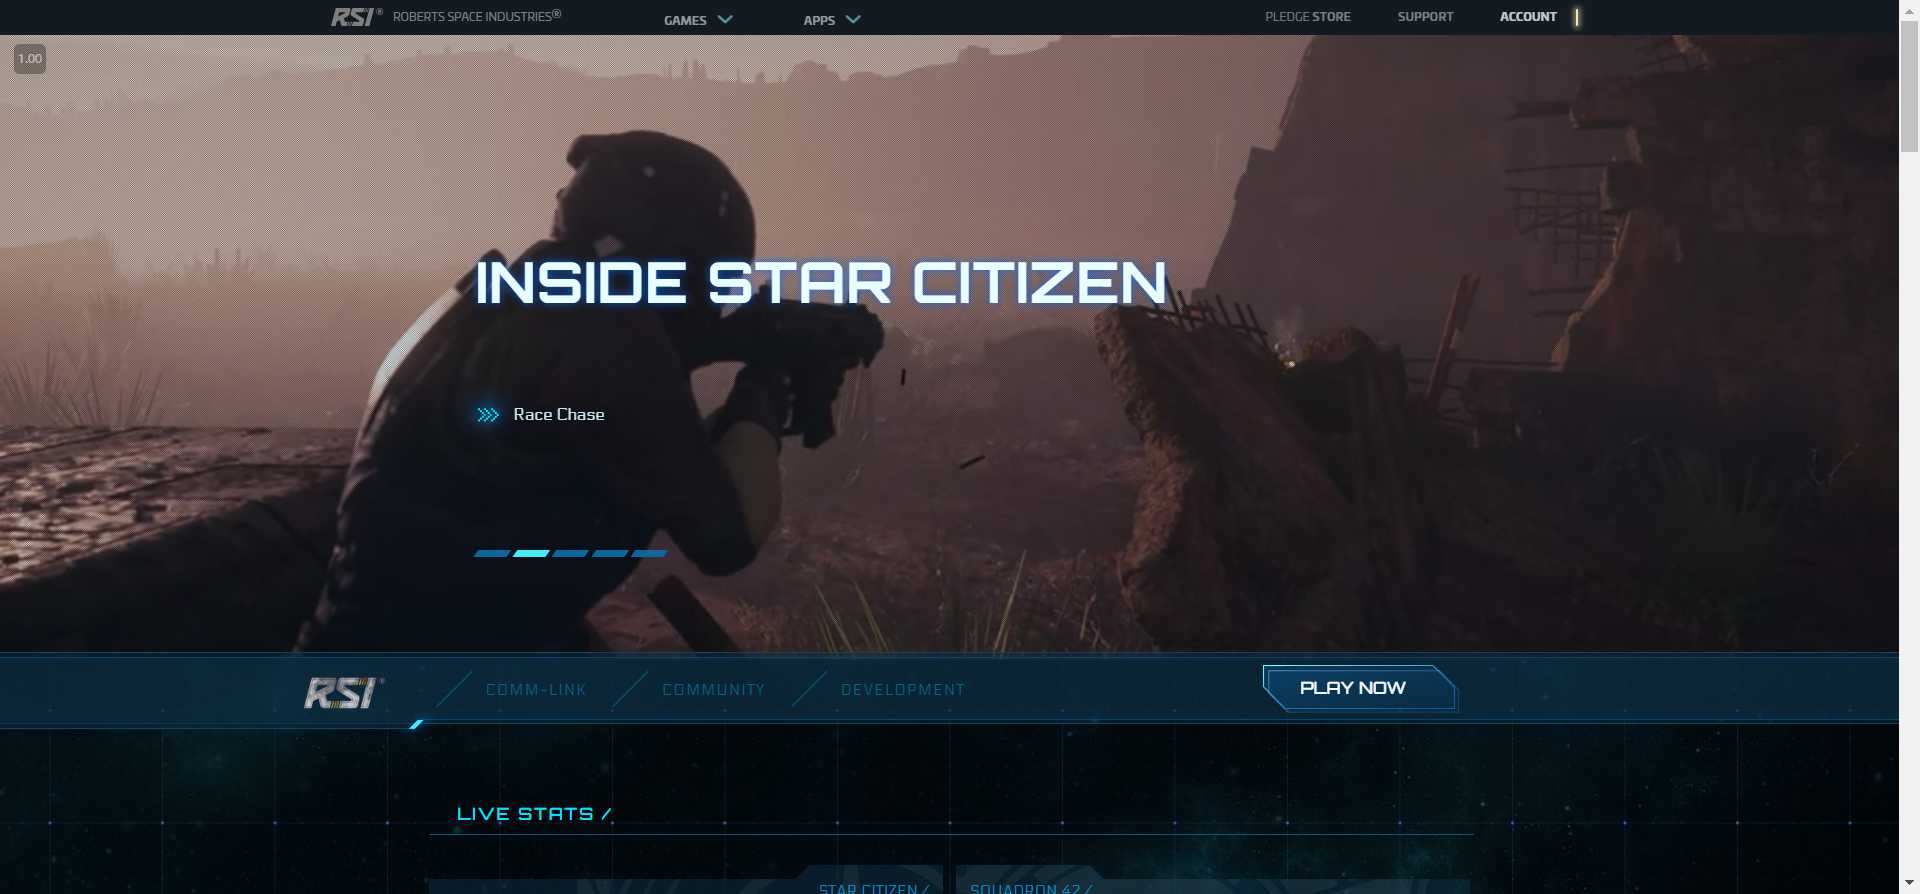 RSI® ROBERTS SPACE INDUSTRIES®
GAMES
APPS
PLEDGE STORE
SUPPORT
ACCOUNT
1.00
INSIDE STAR CITIZEN
Race Chase
RSI®
COMM-LINK
COMMUNITY
DEVELOPMENT
PLAY NOW
LIVE STATS /
STAR CITIZEN /
SQUADRON 42 /